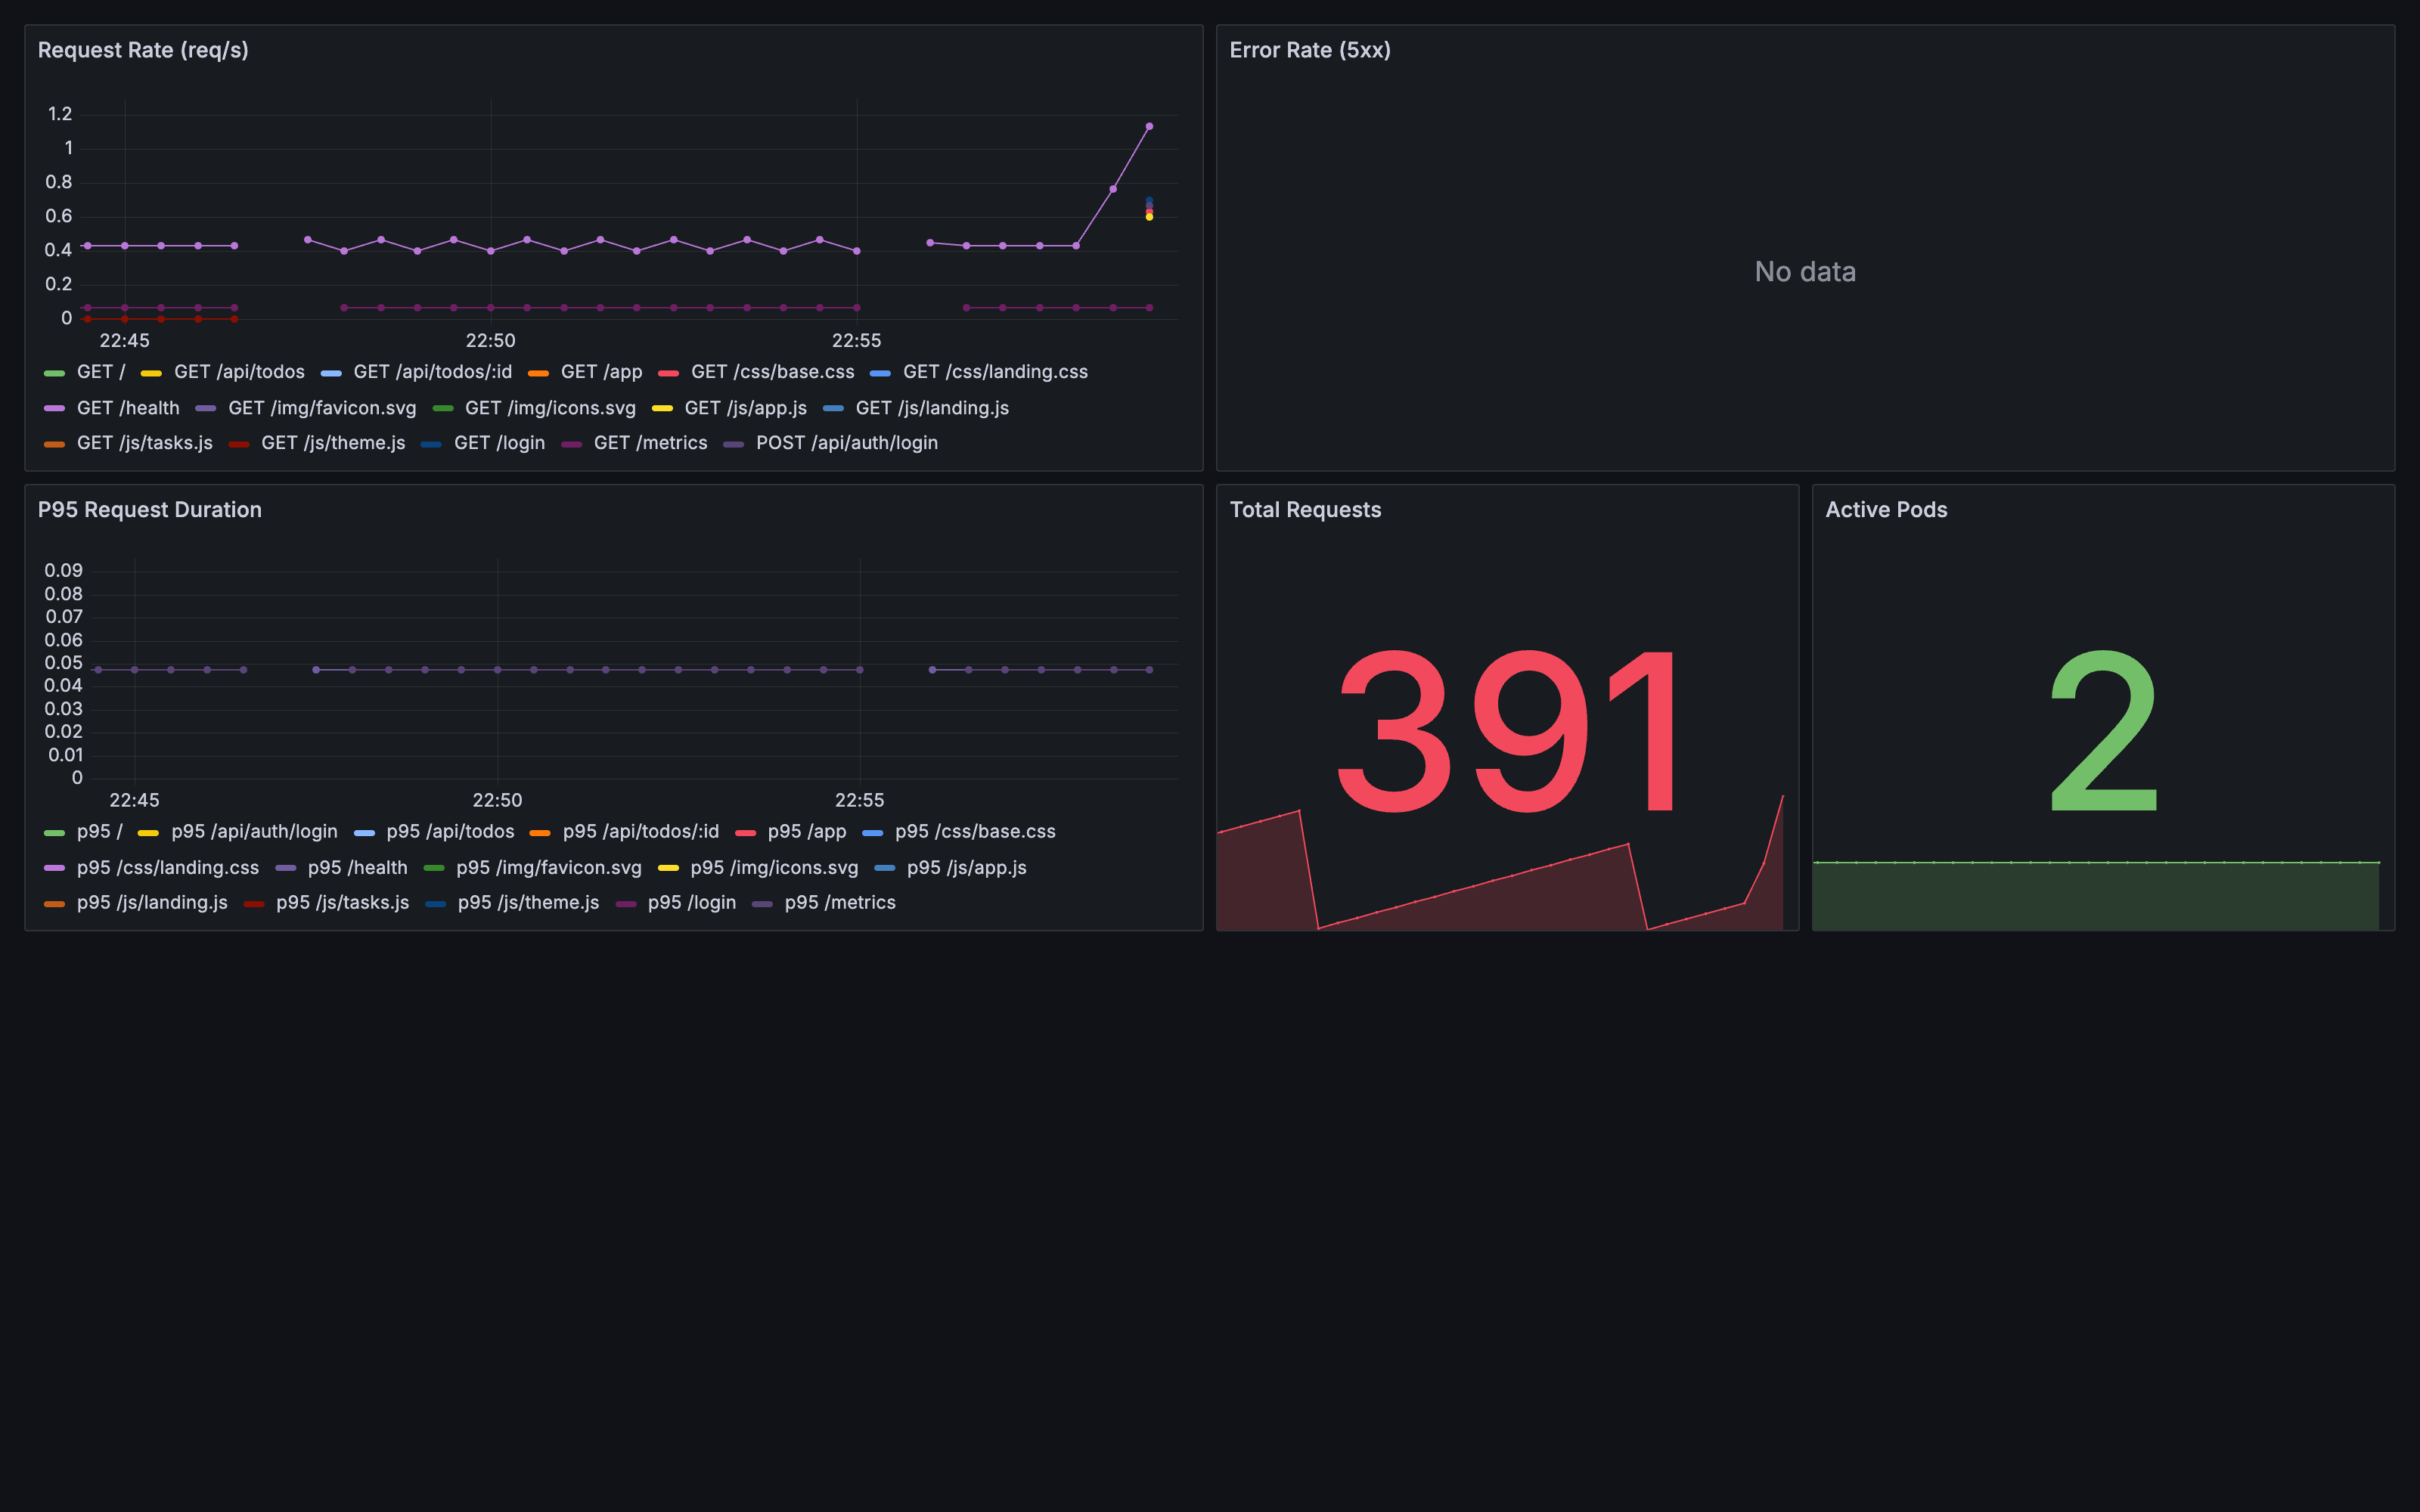 Request Rate (req/s)
1.2
1
0.8
0.6
0.4
0.2
0
22:45 22:50 22:55
GET / GET /api/todos GET /api/todos/:id GET /app GET /css/base.css GET /css/landing.css
GET /health GET /img/favicon.svg GET /img/icons.svg GET /js/app.js GET /js/landing.js
GET /js/tasks.js GET /js/theme.js GET /login GET /metrics POST /api/auth/login
Error Rate (5xx)
No data
P95 Request Duration
0.09
0.08
0.07
0.06
0.05
0.04
0.03
0.02
0.01
0
22:45 22:50 22:55
p95 / p95 /api/auth/login p95 /api/todos p95 /api/todos/:id p95 /app p95 /css/base.css
p95 /css/landing.css p95 /health p95 /img/favicon.svg p95 /img/icons.svg p95 /js/app.js
p95 /js/landing.js p95 /js/tasks.js p95 /js/theme.js p95 /login p95 /metrics
Total Requests
391
Active Pods
2